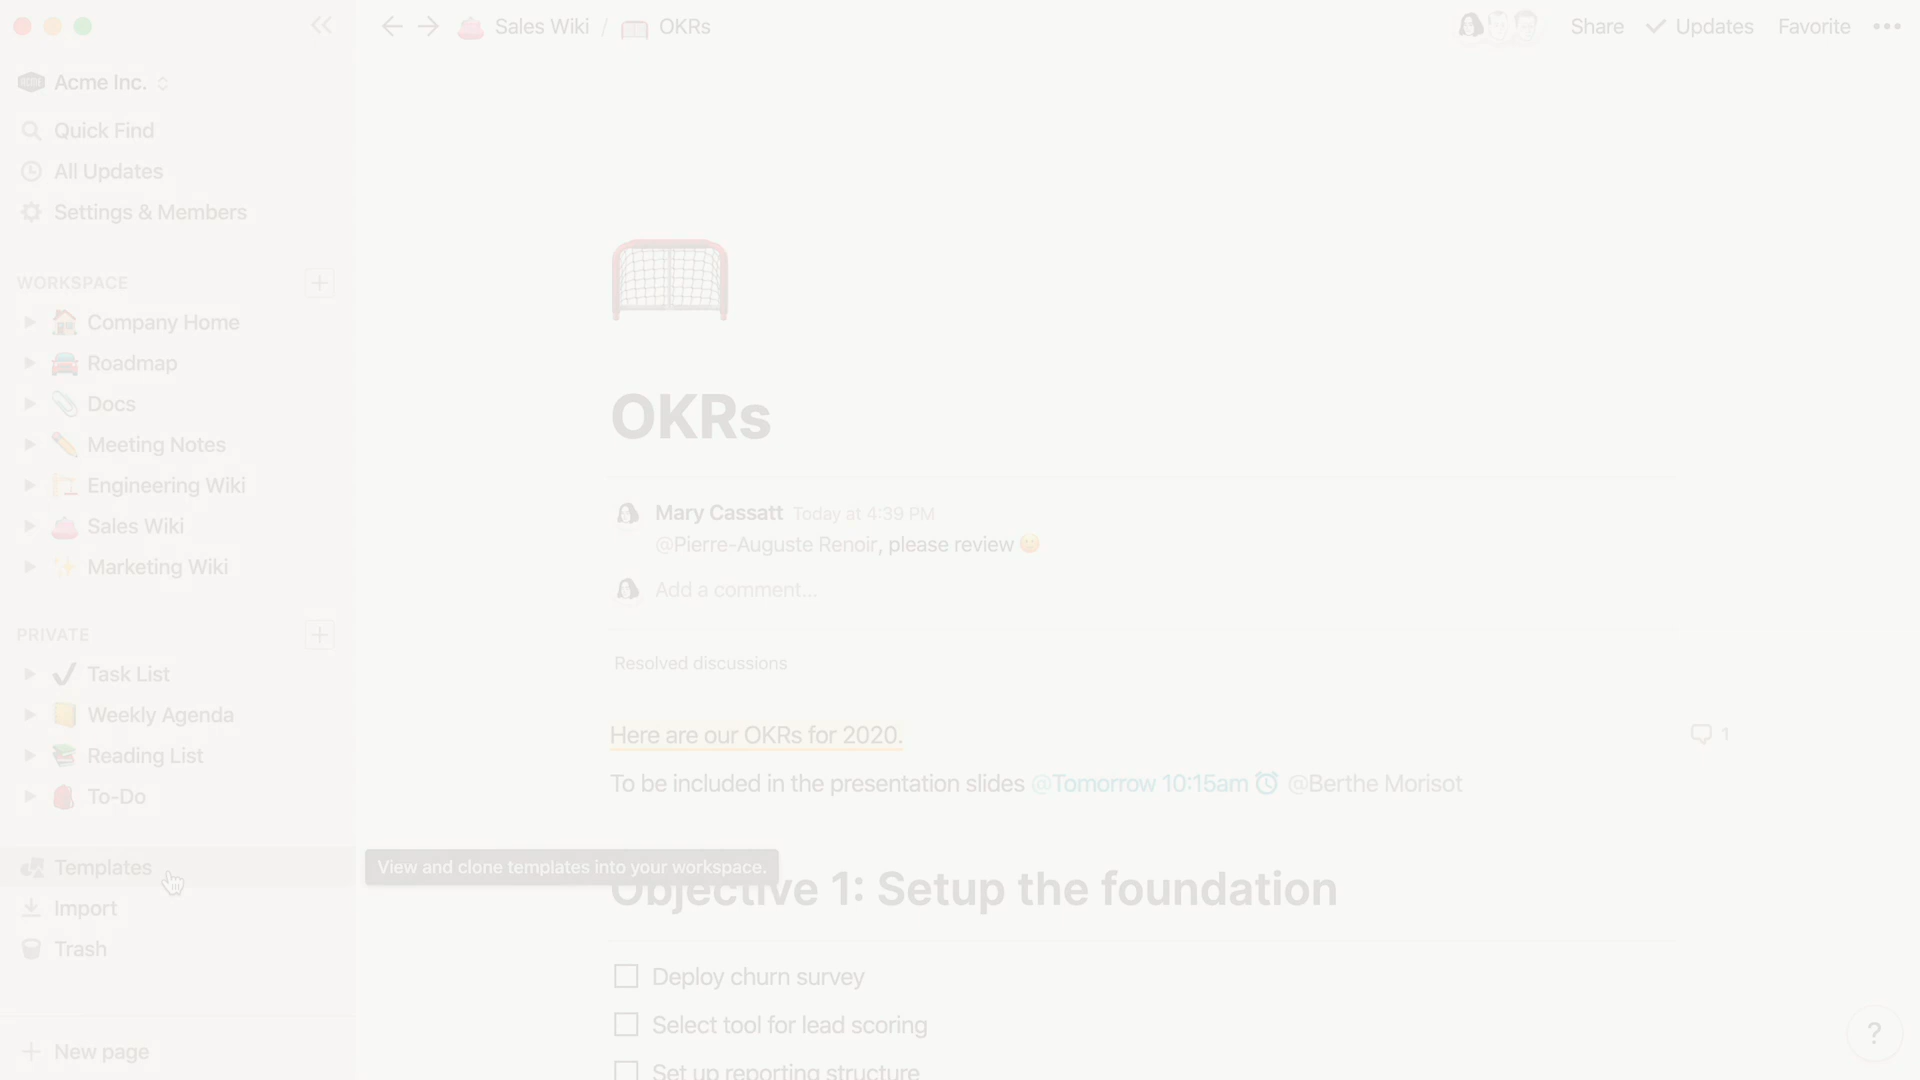 Sales Wiki / OKRs
Share
Updates
Favorite
Acme Inc.
Quick Find
All Updates
Settings & Members
WORKSPACE
Company Home
Roadmap
Docs
Meeting Notes
Engineering Wiki
Sales Wiki
Marketing Wiki
PRIVATE
Task List
Weekly Agenda
Reading List
To-Do
Templates
Import
Trash
New page
OKRs
Mary Cassatt Today at 4:39 PM
@Pierre-Auguste Renoir, please review
Add a comment...
Resolved discussions
Here are our OKRs for 2020.
1
To be included in the presentation slides @Tomorrow 10:15am @Berthe Morisot
View and clone templates into your workspace.
Objective 1: Setup the foundation
Deploy churn survey
Select tool for lead scoring
Set up reporting structure
?